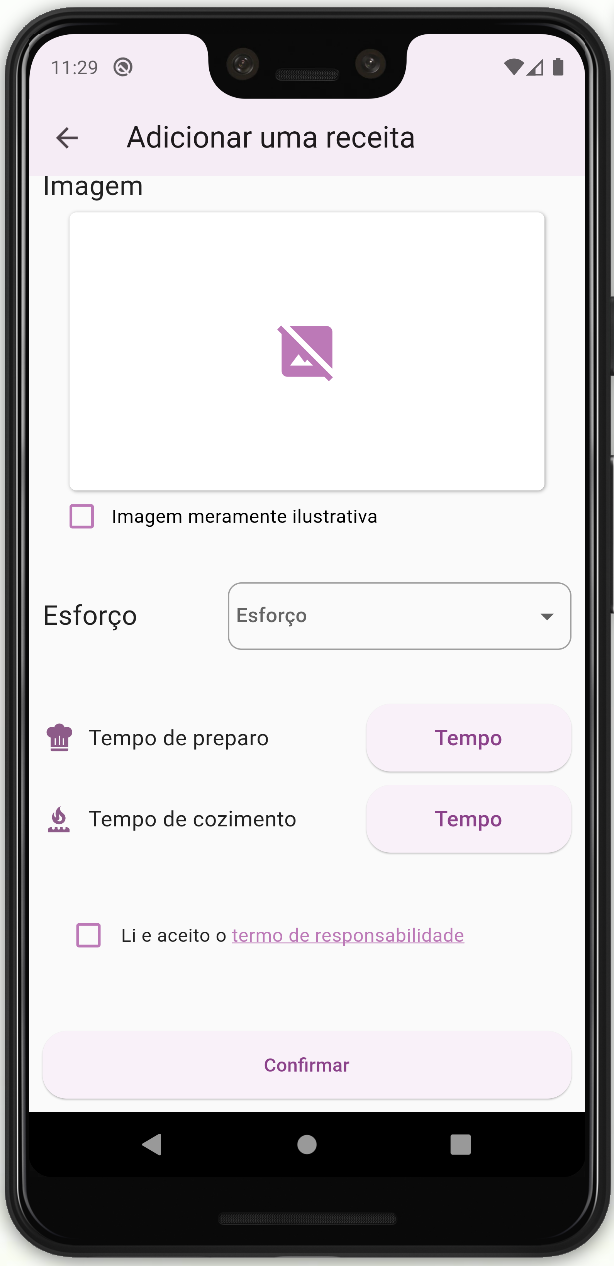 11:29
Adicionar uma receita
Imagem
Imagem meramente ilustrativa
Esforço Esforço
Tempo de preparo Tempo
Tempo de cozimento Tempo
Li e aceito o termo de responsabilidade
Confirmar